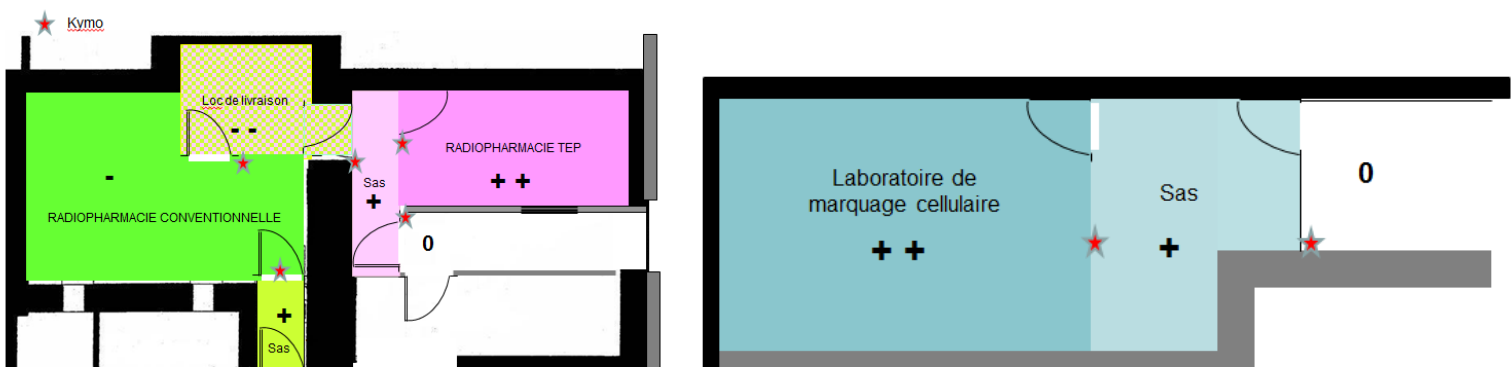 Kymo
Loc de livraison
- -
RADIOPHARMACIE TEP
+ +
-
Sas
+
RADIOPHARMACIE CONVENTIONNELLE
0
+
Sas
Laboratoire de
marquage cellulaire
+ +
Sas
+
0